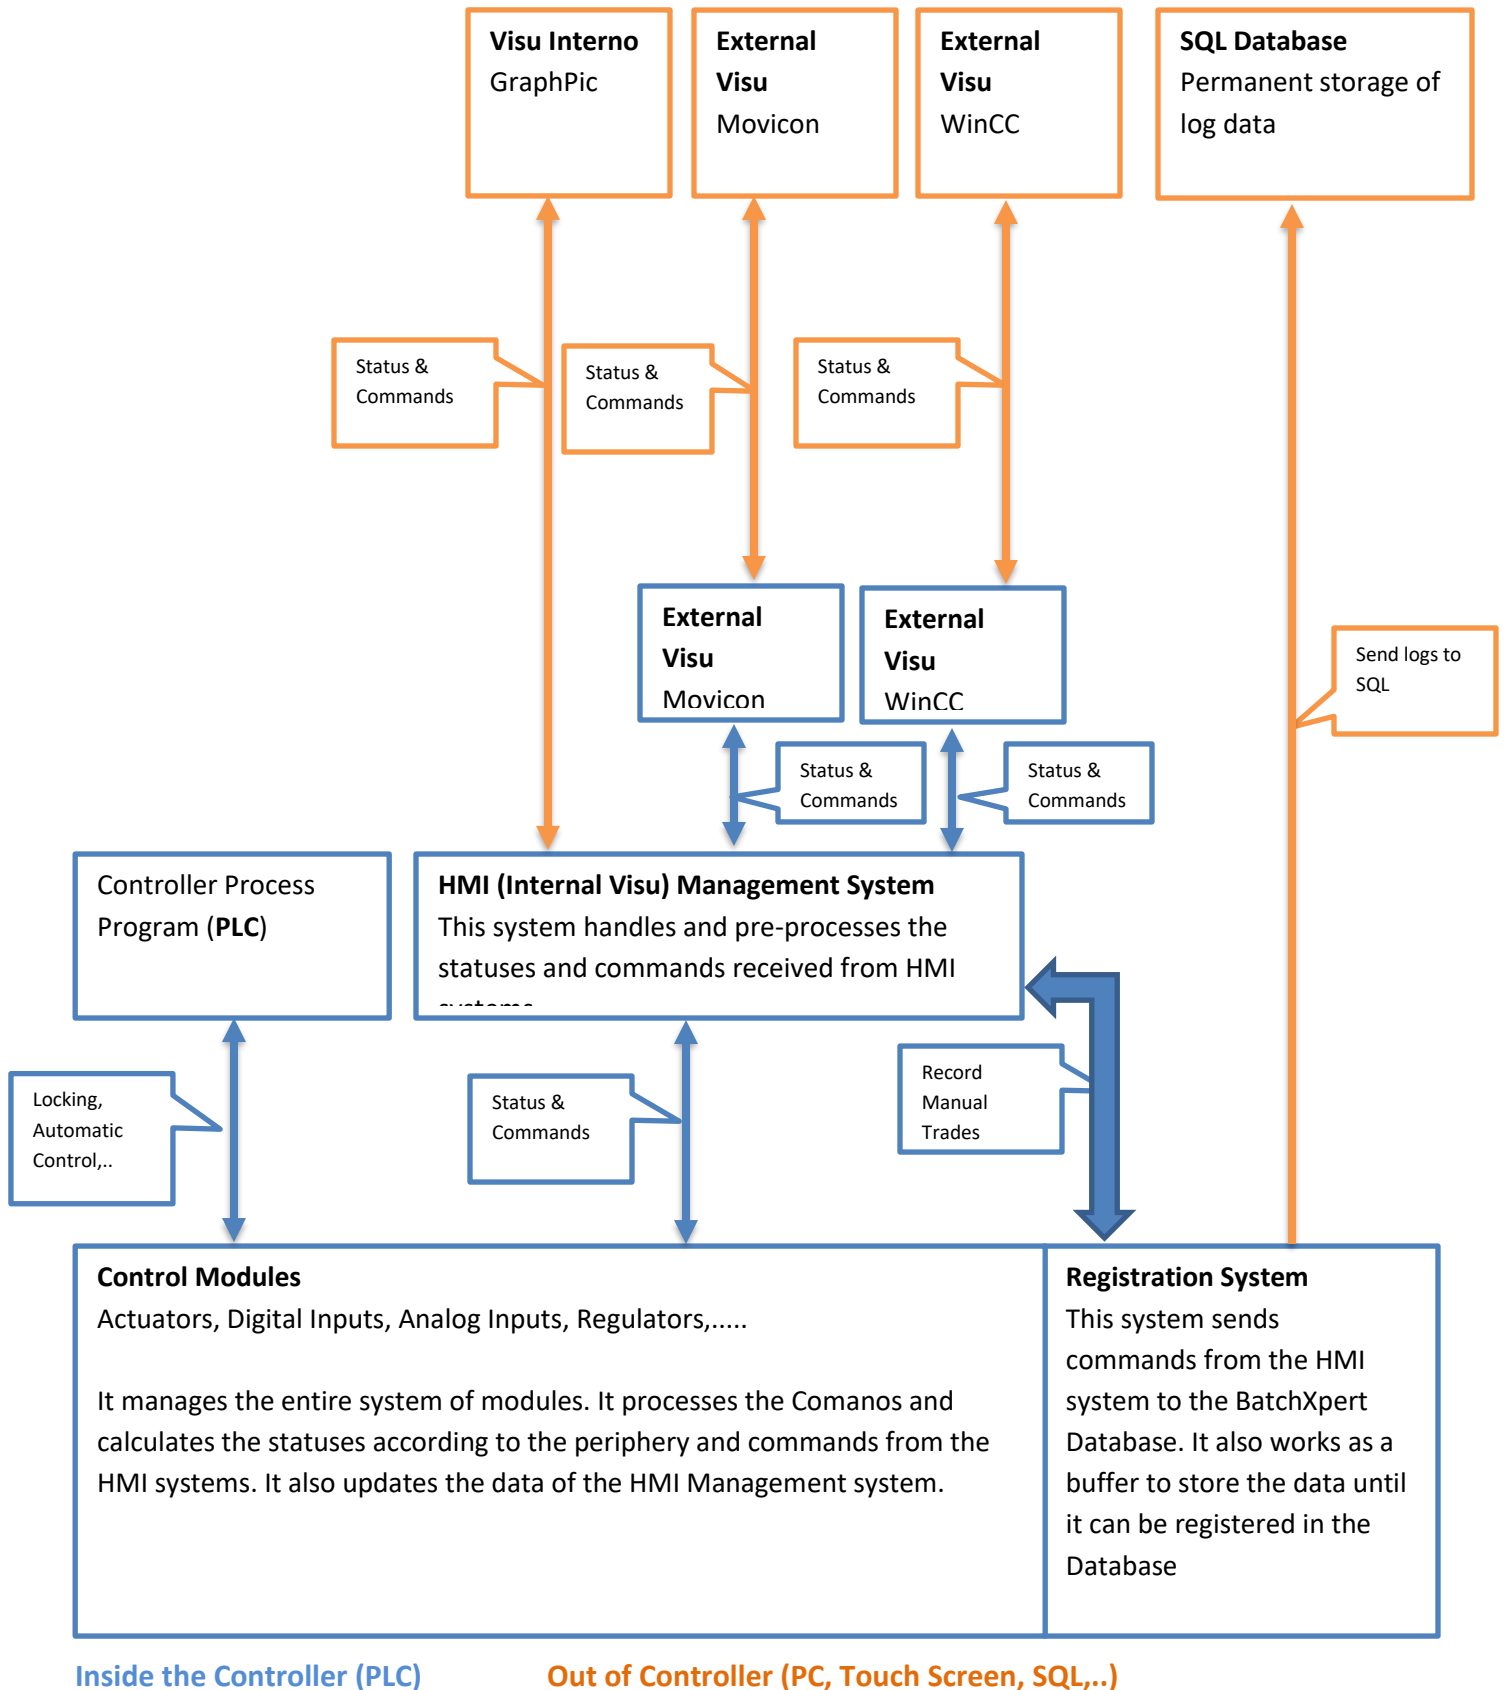 Visu Interno
GraphPic
External
Visu
Movicon
External
Visu
WinCC
SQL Database
Permanent storage of
log data
Status &
Commands
Status &
Commands
Status &
Commands
External
Visu
Movicon
External
Visu
WinCC
Send logs to
SQL
Status &
Commands
Status &
Commands
Controller Process
Program (PLC)
HMI (Internal Visu) Management System
This system handles and pre-processes the
statuses and commands received from HMI
systems
Locking,
Automatic
Control,..
Status &
Commands
Record
Manual
Trades
Control Modules
Actuators, Digital Inputs, Analog Inputs, Regulators,.....
It manages the entire system of modules. It processes the Comanos and
calculates the statuses according to the periphery and commands from the
HMI systems. It also updates the data of the HMI Management system.
Registration System
This system sends
commands from the HMI
system to the BatchXpert
Database. It also works as a
buffer to store the data until
it can be registered in the
Database
Inside the Controller (PLC)
Out of Controller (PC, Touch Screen, SQL,..)